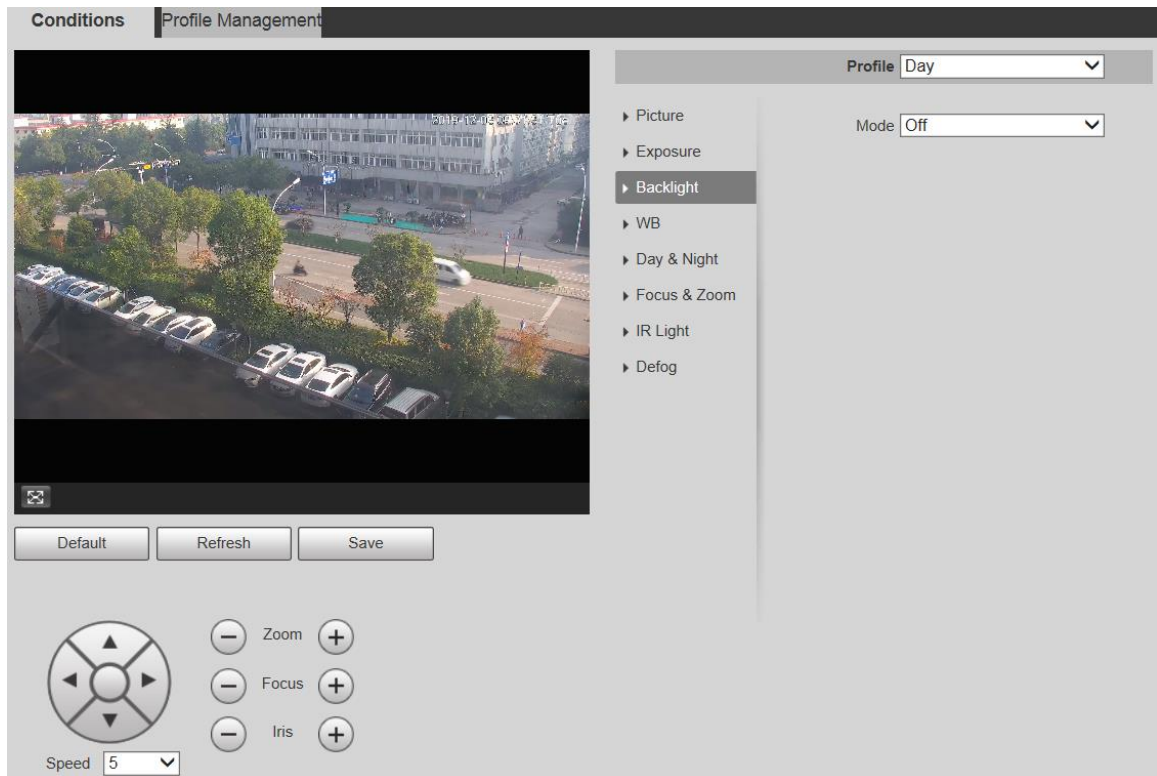 Conditions
Profile Management
Profile Day
Picture
Exposure
Backlight
WB
Day & Night
Focus & Zoom
IR Light
Defog
Mode Off
Default Refresh Save
Zoom
Focus
Iris
Speed 5